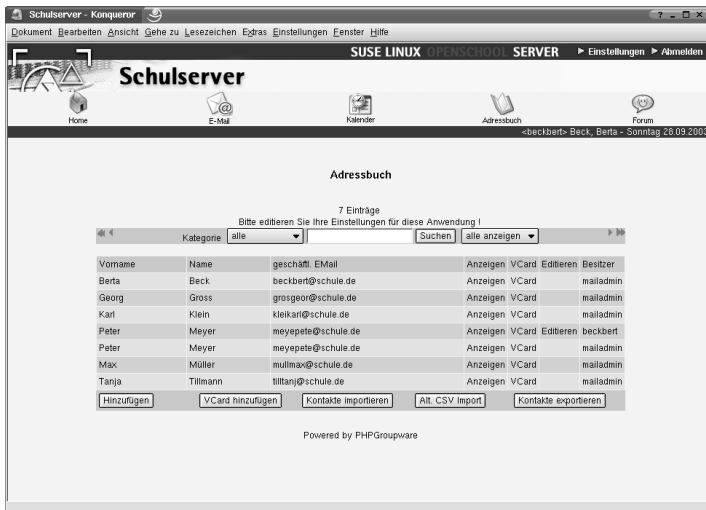 Schulserver - Konqueror
Dokument Bearbeiten Ansicht Gehe zu Lesezeichen Extras Einstellungen Fenster Hilfe
SUSE LINUX OPENSCHOOL SERVER Einstellungen Abmelden
Schulserver
Home E-Mail Kalender Adressbuch Forum
<beckbert> Beck, Berta - Sonntag 28.09.2003
Adressbuch
7 Einträge
Bitte editieren Sie Ihre Einstellungen für diese Anwendung !
Kategorie alle Suchen alle anzeigen
Vorname Name geschäftl. EMail Anzeigen VCard Editieren Besitzer
Berta Beck beckbert@schule.de Anzeigen VCard mailadmin
Georg Gross grosgeor@schule.de Anzeigen VCard mailadmin
Karl Klein kleikarl@schule.de Anzeigen VCard mailadmin
Peter Meyer meyepete@schule.de Anzeigen VCard Editieren beckbert
Peter Meyer meyepete@schule.de Anzeigen VCard mailadmin
Max Müller mullmax@schule.de Anzeigen VCard mailadmin
Tanja Tillmann tilltanj@schule.de Anzeigen VCard mailadmin
Hinzufügen VCard hinzufügen Kontakte importieren Alt. CSV Import Kontakte exportieren
Powered by PHPGroupware